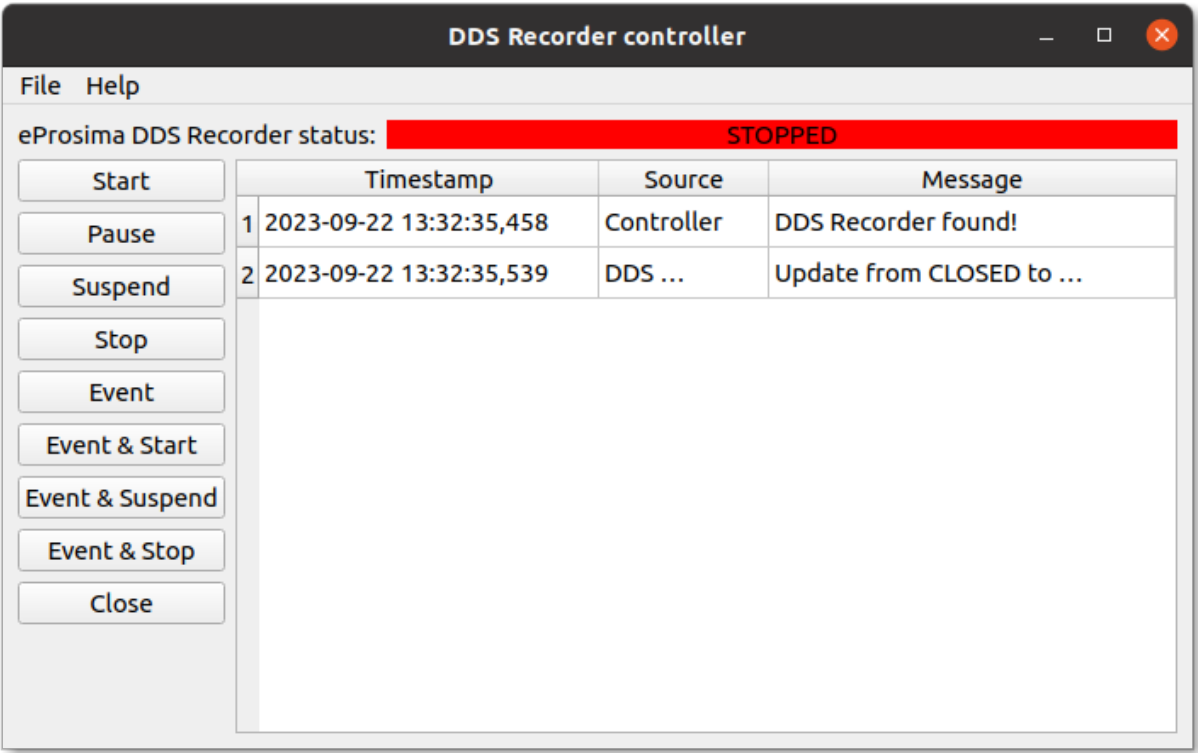 DDS Recorder controller
File Help
eProsima DDS Recorder status: STOPPED
Start
Pause
Suspend
Stop
Event
Event & Start
Event & Suspend
Event & Stop
Close
Timestamp Source Message
1 2023-09-22 13:32:35,458 Controller DDS Recorder found!
2 2023-09-22 13:32:35,539 DDS ... Update from CLOSED to ...